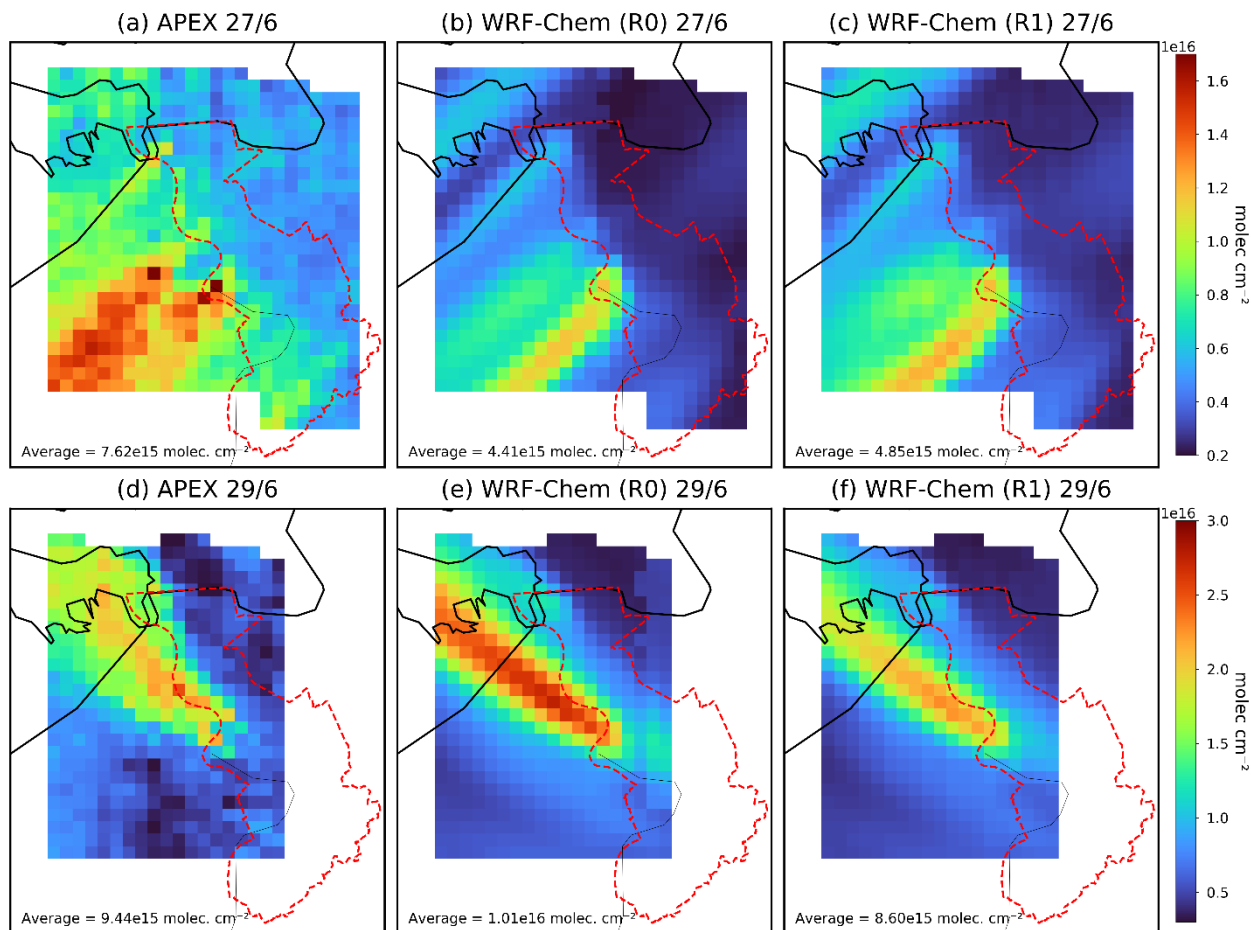 (a) APEX 27/6
(b) WRF-Chem (R0) 27/6
(c) WRF-Chem (R1) 27/6
1e16
1.6
1.4
1.2
1.0
0.8
0.6
0.4
0.2
molec cm⁻²
Average = 7.62e15 molec. cm⁻²
Average = 4.41e15 molec. cm⁻²
Average = 4.85e15 molec. cm⁻²
(d) APEX 29/6
(e) WRF-Chem (R0) 29/6
(f) WRF-Chem (R1) 29/6
1e16
3.0
2.5
2.0
1.5
1.0
0.5
molec cm⁻²
Average = 9.44e15 molec. cm⁻²
Average = 1.01e16 molec. cm⁻²
Average = 8.60e15 molec. cm⁻²